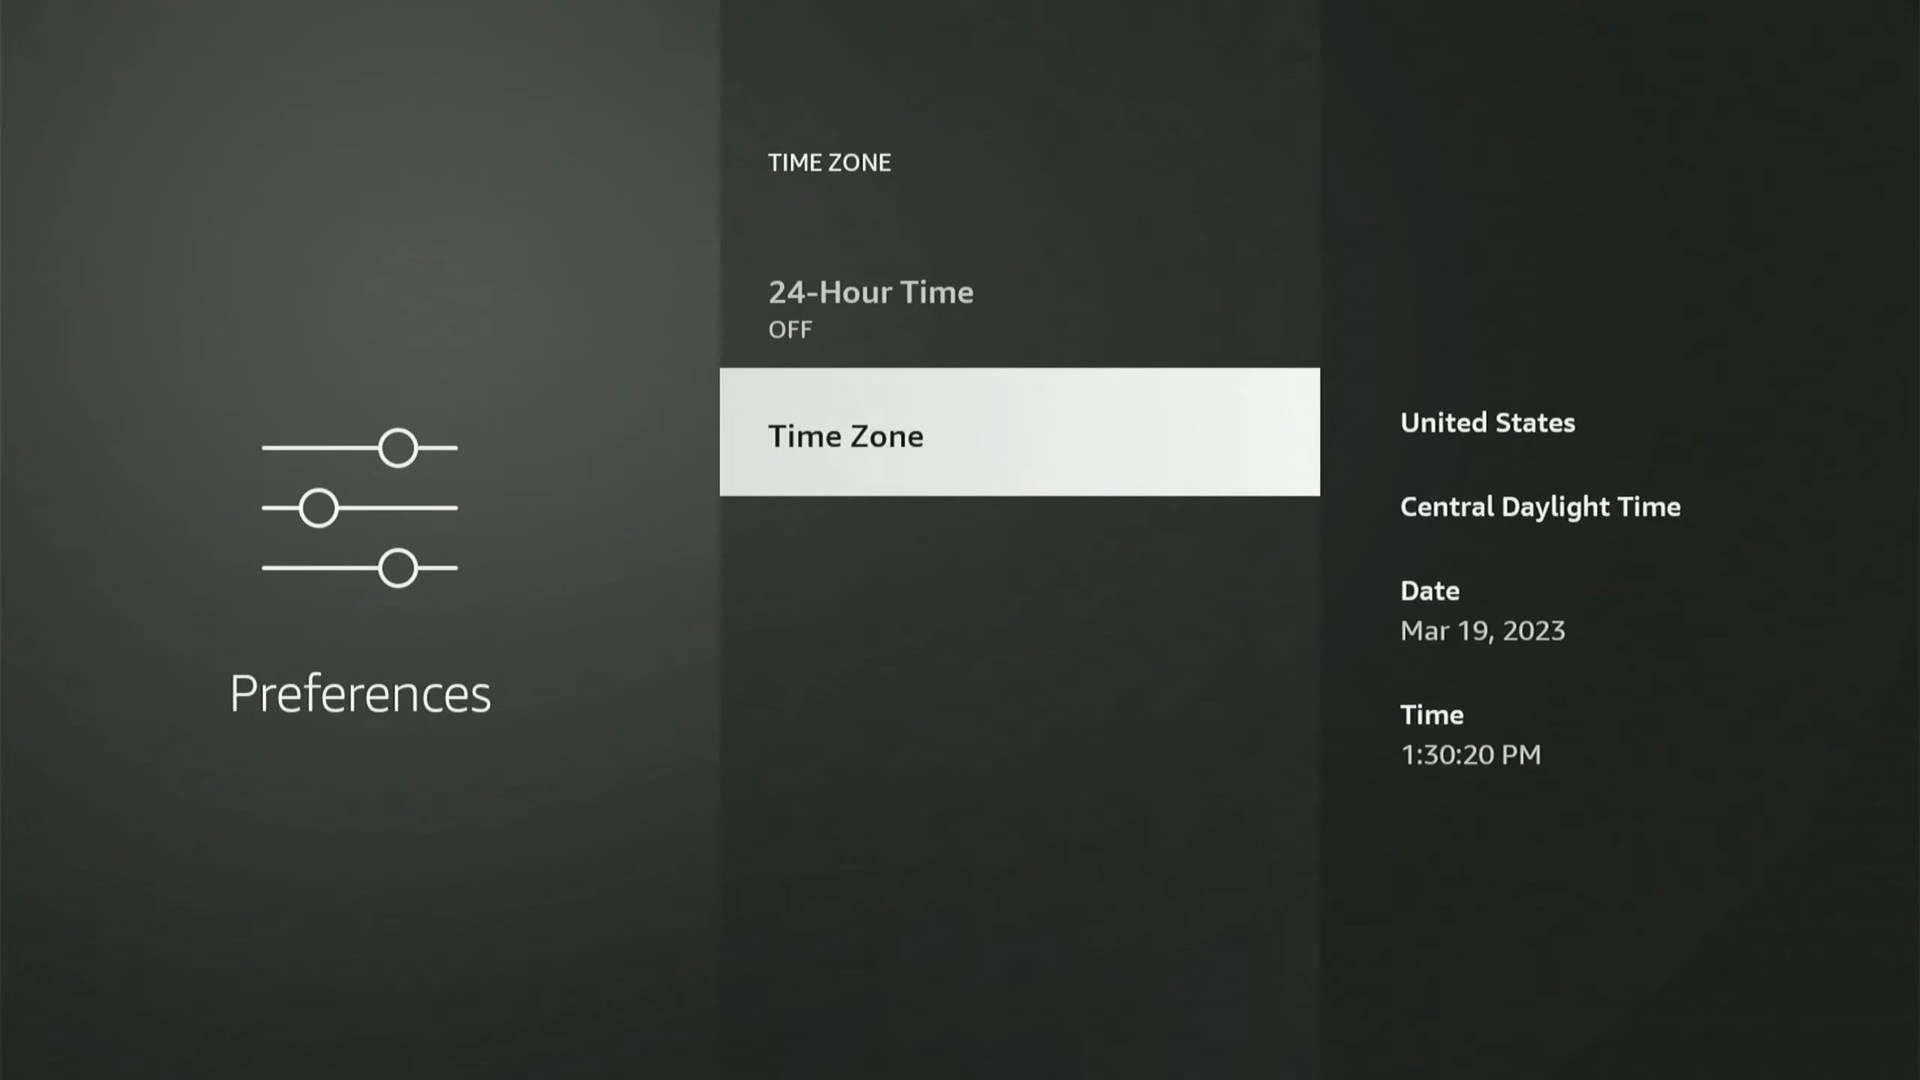 Preferences
TIME ZONE
24-Hour Time
OFF
Time Zone
United States
Central Daylight Time
Date
Mar 19, 2023
Time
1:30:20 PM